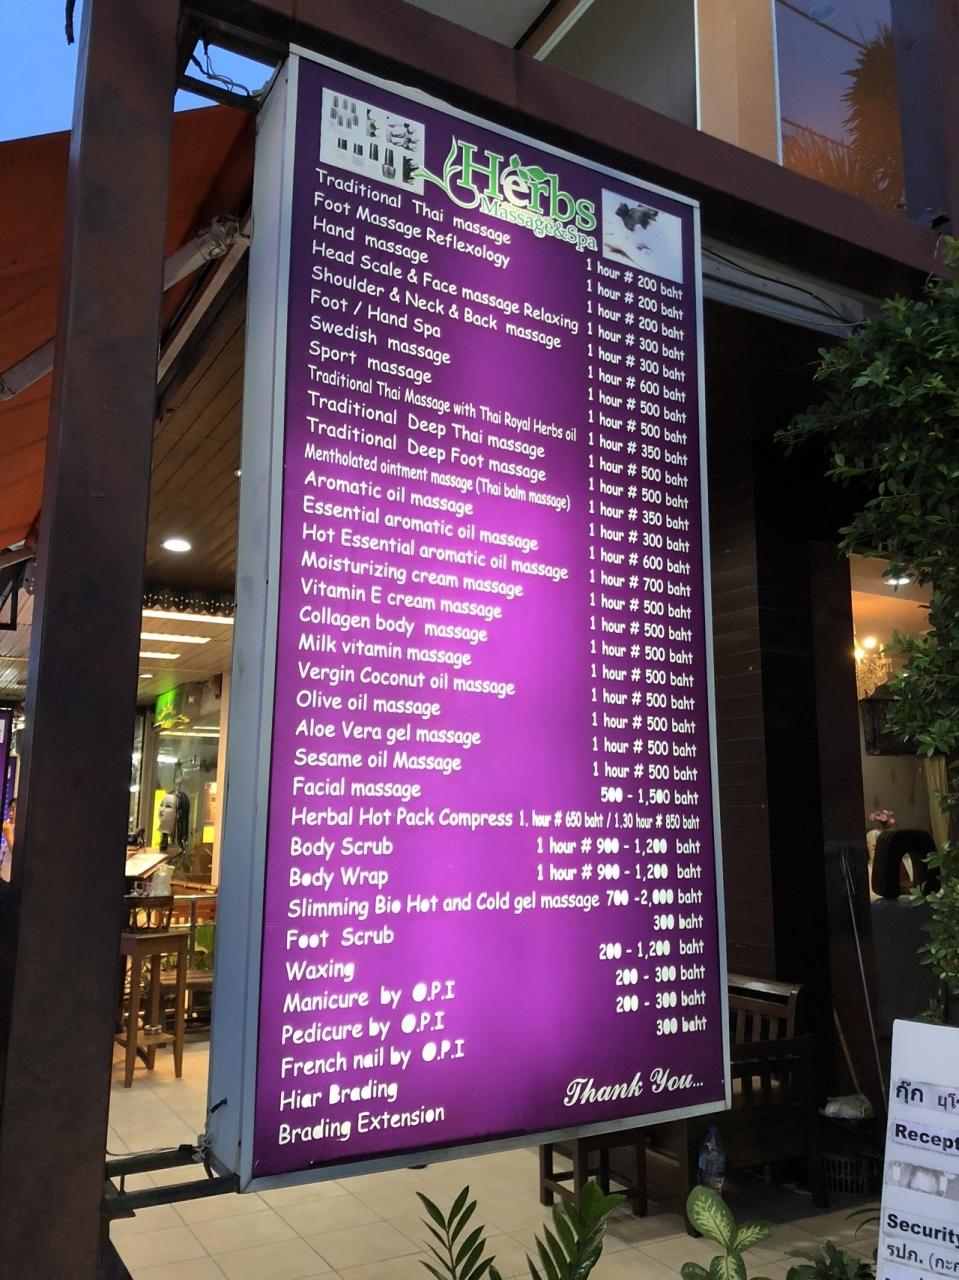 Herbs
Massage&Spa
Traditional Thai massage 1 hour # 200 baht
Foot Massage Reflexology 1 hour # 200 baht
Hand massage 1 hour # 200 baht
Head Scale & Face massage Relaxing 1 hour # 300 baht
Shoulder & Neck & Back massage 1 hour # 300 baht
Foot / Hand Spa 1 hour # 600 baht
Swedish massage 1 hour # 500 baht
Sport massage 1 hour # 500 baht
Traditional Thai Massage with Thai Royal Herbs oil 1 hour # 350 baht
Traditional Deep Thai massage 1 hour # 500 baht
Traditional Deep Foot massage 1 hour # 500 baht
Mentholated ointment massage (Thai balm massage) 1 hour # 350 baht
Aromatic oil massage 1 hour # 300 baht
Essential aromatic oil massage 1 hour # 600 baht
Hot Essential aromatic oil massage 1 hour # 700 baht
Moisturizing cream massage 1 hour # 500 baht
Vitamin E cream massage 1 hour # 500 baht
Collagen body massage 1 hour # 500 baht
Milk vitamin massage 1 hour # 500 baht
Vergin Coconut oil massage 1 hour # 500 baht
Olive oil massage 1 hour # 500 baht
Aloe Vera gel massage 1 hour # 500 baht
Sesame oil Massage 1 hour # 500 baht
Facial massage 500 - 1,500 baht
Herbal Hot Pack Compress 1. hour # 650 baht / 1.30 hour # 850 baht
Body Scrub 1 hour # 900 - 1,200 baht
Body Wrap 1 hour # 900 - 1,200 baht
Slimming Bio Hot and Cold gel massage 700 -2,000 baht
Foot Scrub 300 baht
Waxing 200 - 1,200 baht
Manicure by O.P.I 200 - 300 baht
Pedicure by O.P.I 200 - 300 baht
French nail by O.P.I 300 baht
Hiar Brading
Brading Extension
Thank You...
กุ๊ก
Recept
Security
รปภ.